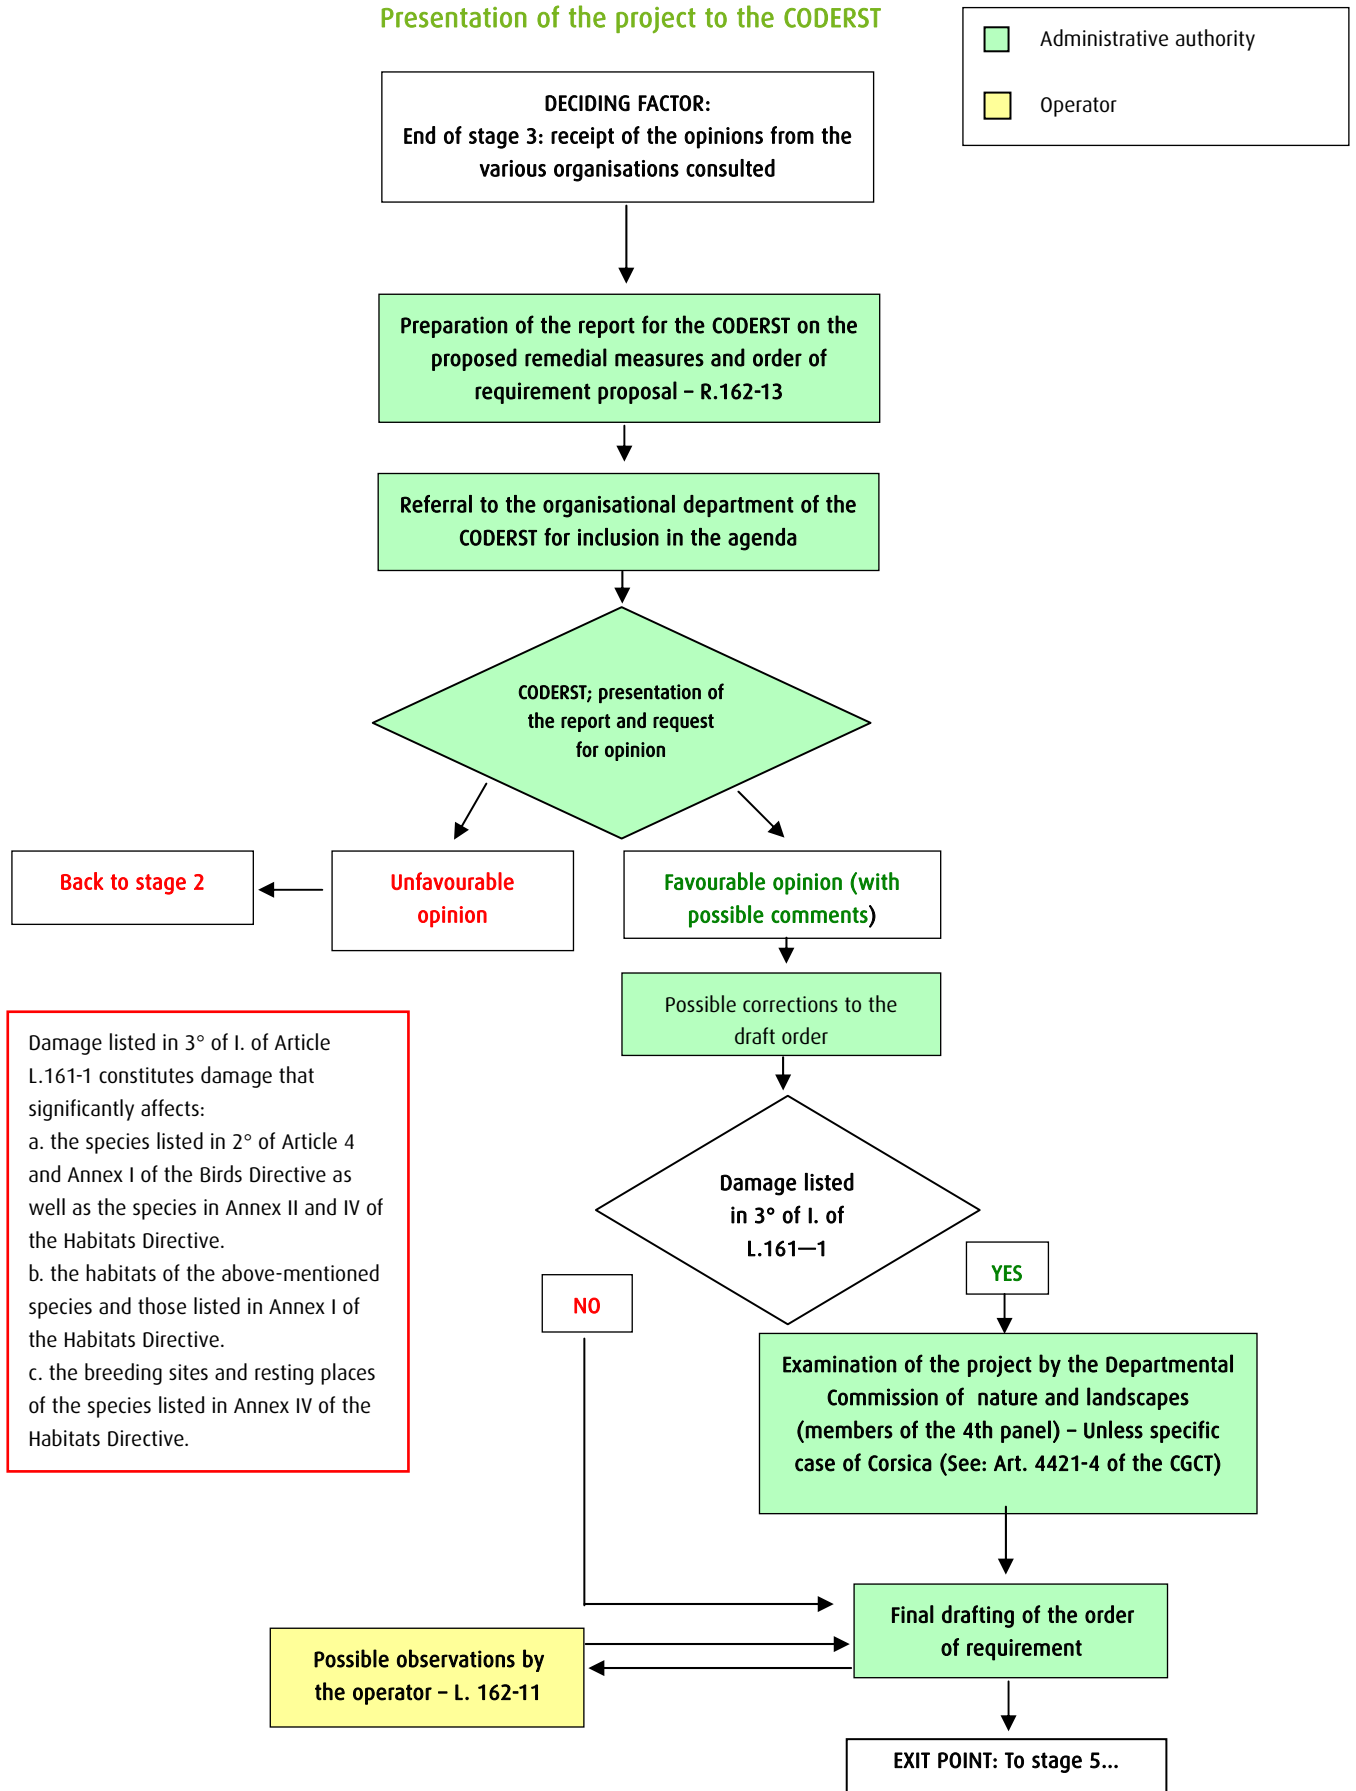 Presentation of the project to the CODERST
Administrative authority
Operator
DECIDING FACTOR:
End of stage 3: receipt of the opinions from the
various organisations consulted
Preparation of the report for the CODERST on the
proposed remedial measures and order of
requirement proposal – R.162-13
Referral to the organisational department of the
CODERST for inclusion in the agenda
CODERST; presentation of
the report and request
for opinion
Back to stage 2
Unfavourable
opinion
Favourable opinion (with
possible comments)
Possible corrections to the
draft order
Damage listed in 3° of I. of Article
L.161-1 constitutes damage that
significantly affects:
a. the species listed in 2° of Article 4
and Annex I of the Birds Directive as
well as the species in Annex II and IV of
the Habitats Directive.
b. the habitats of the above-mentioned
species and those listed in Annex I of
the Habitats Directive.
c. the breeding sites and resting places
of the species listed in Annex IV of the
Habitats Directive.
Damage listed
in 3° of I. of
L.161—1
NO
YES
Examination of the project by the Departmental
Commission of nature and landscapes
(members of the 4th panel) – Unless specific
case of Corsica (See: Art. 4421-4 of the CGCT)
Final drafting of the order
of requirement
Possible observations by
the operator – L. 162-11
EXIT POINT: To stage 5...